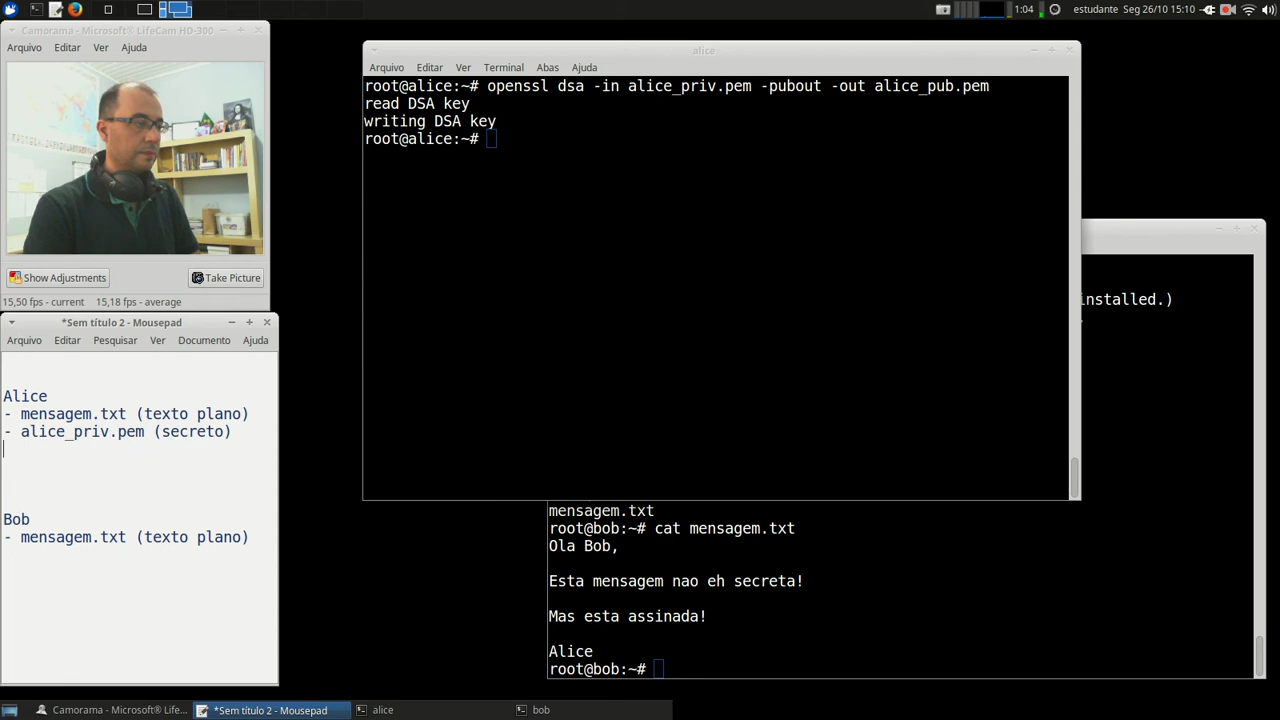 1:04
estudante Seg 26/10 15:10
Camorama - Microsoft® LifeCam HD-300
Arquivo Editar Ver Ajuda
Show Adjustments
Take Picture
15,50 fps - current 15,18 fps - average
*Sem título 2 - Mousepad
Arquivo Editar Pesquisar Ver Documento Ajuda
Alice
- mensagem.txt (texto plano)
- alice_priv.pem (secreto)
Bob
- mensagem.txt (texto plano)
alice
Arquivo Editar Ver Terminal Abas Ajuda
root@alice:~# openssl dsa -in alice_priv.pem -pubout -out alice_pub.pem
read DSA key
writing DSA key
root@alice:~#
installed.)
mensagem.txt
root@bob:~# cat mensagem.txt
Ola Bob,
Esta mensagem nao eh secreta!
Mas esta assinada!
Alice
root@bob:~#
Camorama - Microsoft® LifeC...
*Sem título 2 - Mousepad
alice
bob